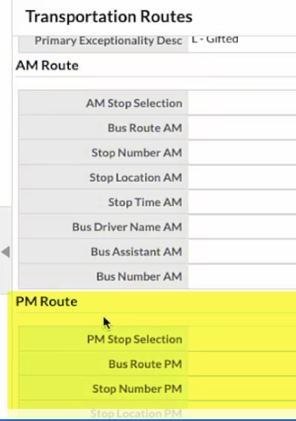 Transportation Routes
Primary Exceptionality Desc L - Gifted
AM Route
AM Stop Selection
Bus Route AM
Stop Number AM
Stop Location AM
Stop Time AM
Bus Driver Name AM
Bus Assistant AM
Bus Number AM
PM Route
PM Stop Selection
Bus Route PM
Stop Number PM
Stop Location PM